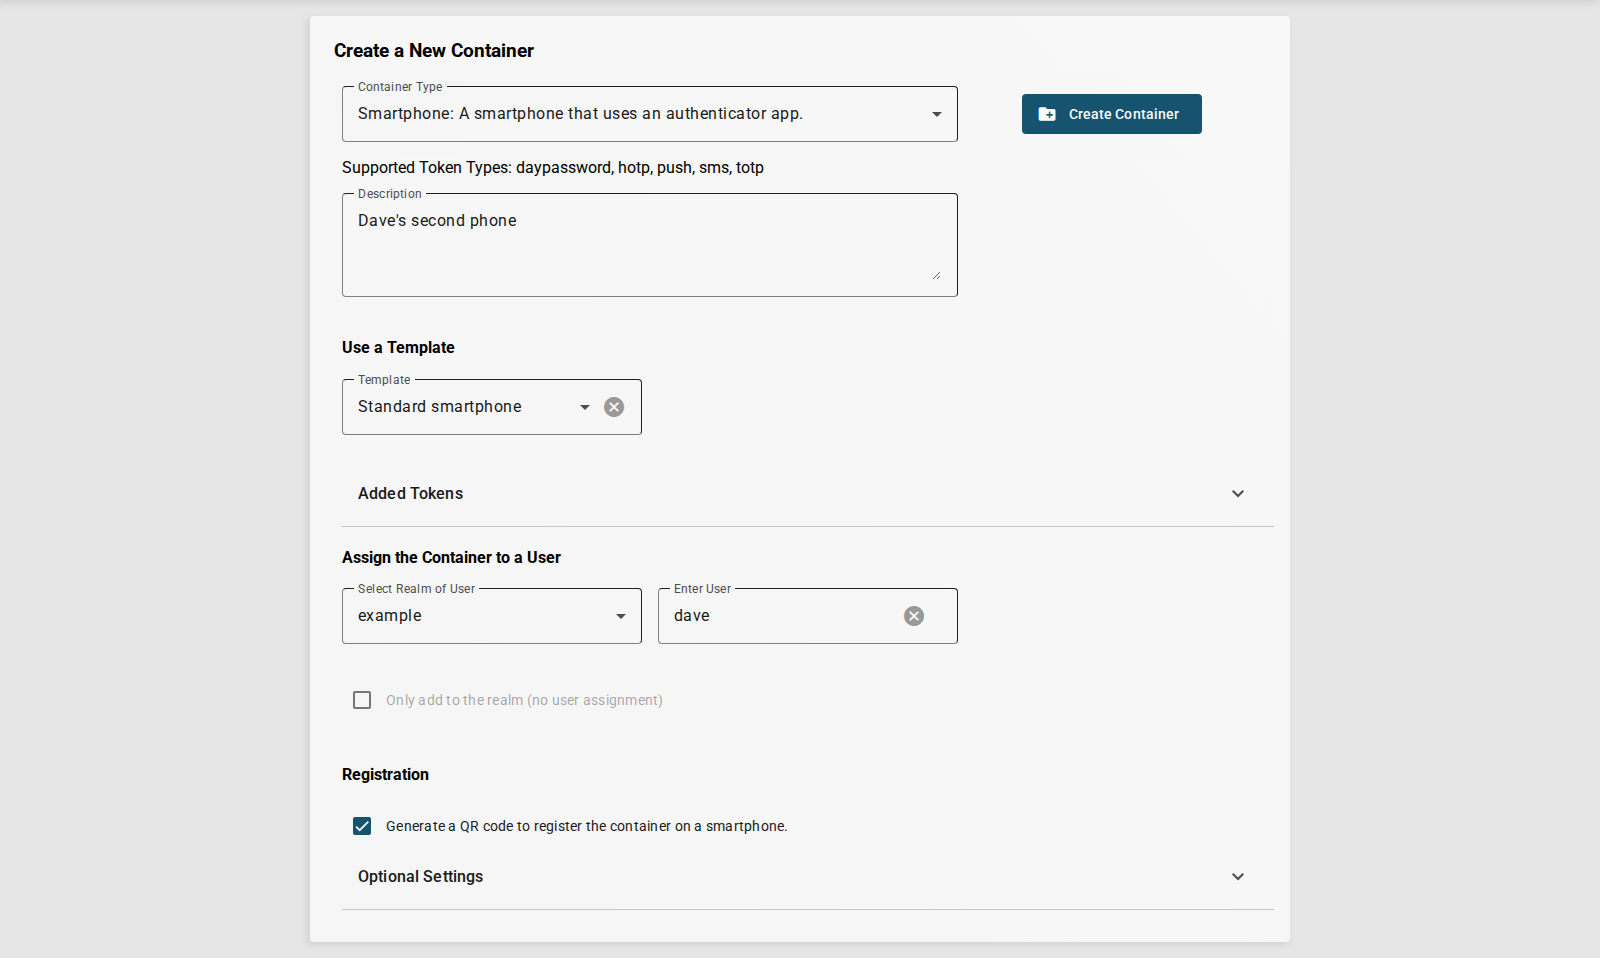 Create a New Container
Container Type
Smartphone: A smartphone that uses an authenticator app.
Create Container
Supported Token Types: daypassword, hotp, push, sms, totp
Description
Dave's second phone
Use a Template
Template
Standard smartphone
Added Tokens
Assign the Container to a User
Select Realm of User
example
Enter User
dave
Only add to the realm (no user assignment)
Registration
Generate a QR code to register the container on a smartphone.
Optional Settings